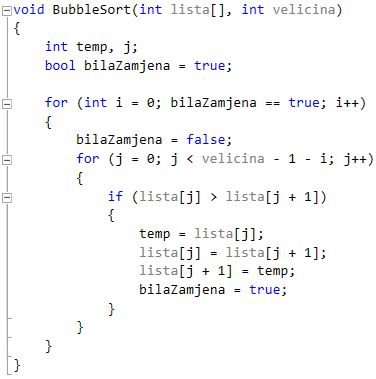 void BubbleSort(int lista[], int velicina)
{
    int temp, j;
    bool bilaZamjena = true;

    for (int i = 0; bilaZamjena == true; i++)
    {
        bilaZamjena = false;
        for (j = 0; j < velicina - 1 - i; j++)
        {
            if (lista[j] > lista[j + 1])
            {
                temp = lista[j];
                lista[j] = lista[j + 1];
                lista[j + 1] = temp;
                bilaZamjena = true;
            }
        }
    }
}